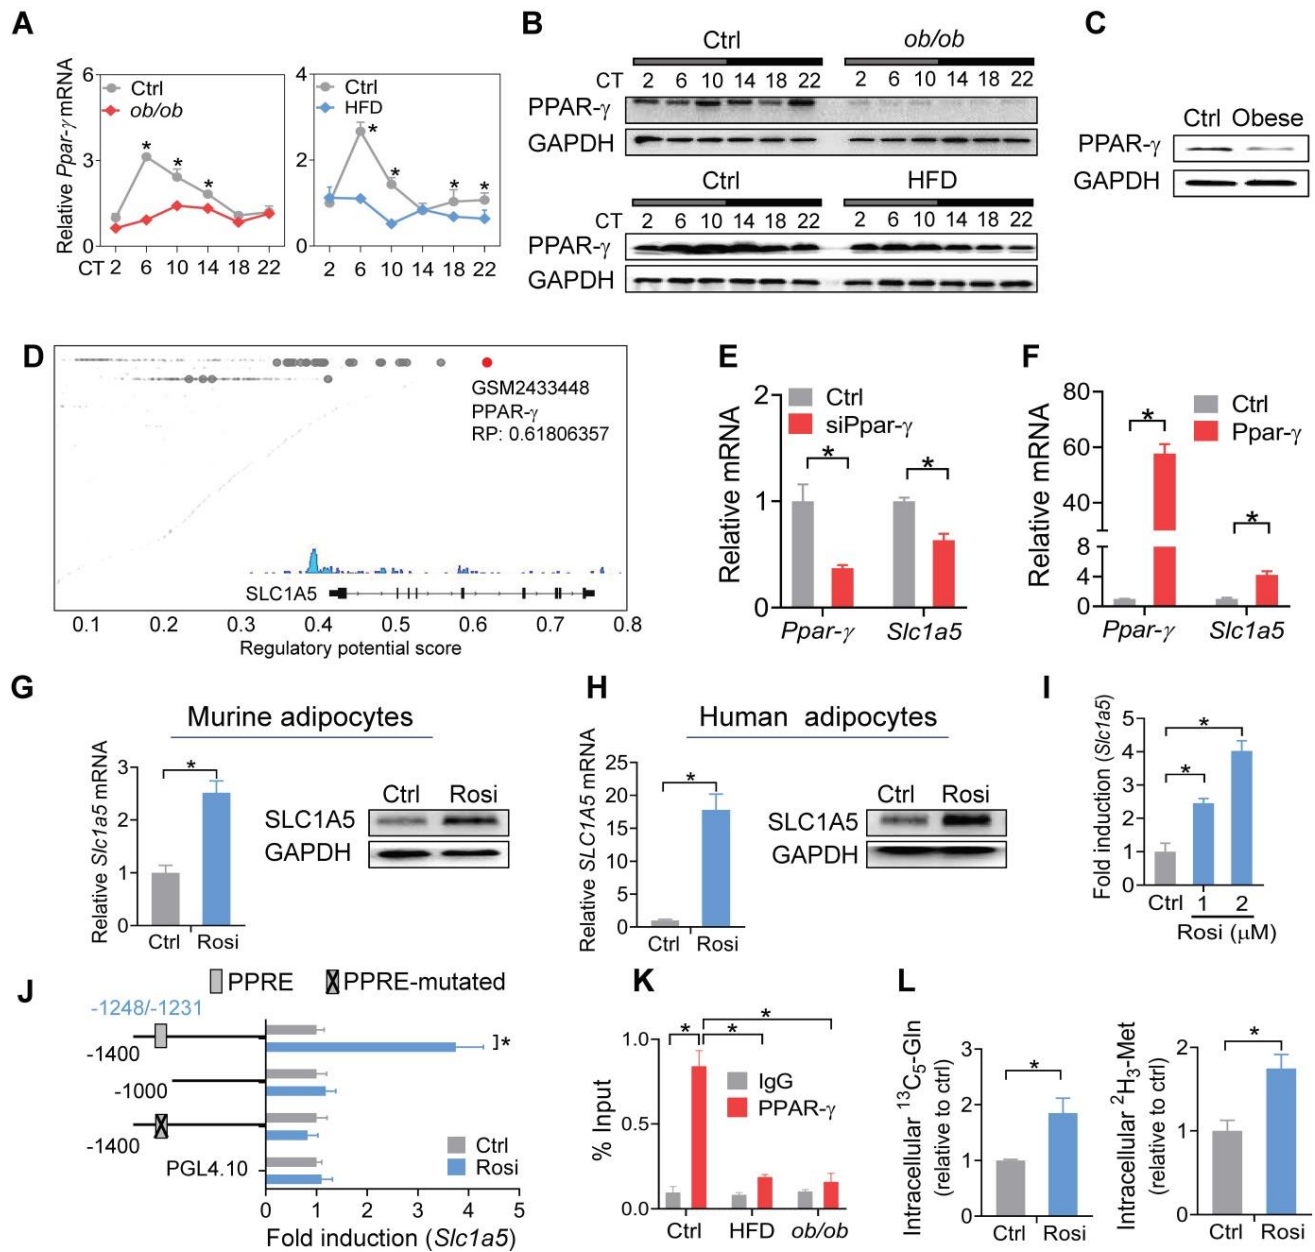 A
Relative Ppar-γ mRNA
6
3
0
Ctrl
ob/ob
*
*
*
CT 2 6 10 14 18 22
4
2
0
Ctrl
HFD
*
*
*
*
2 6 10 14 18 22
B
Ctrl ob/ob
CT 2 6 10 14 18 22 2 6 10 14 18 22
PPAR-γ
GAPDH
Ctrl HFD
CT 2 6 10 14 18 22 2 6 10 14 18 22
PPAR-γ
GAPDH
C
Ctrl Obese
PPAR-γ
GAPDH
D
GSM2433448
PPAR-γ
RP: 0.61806357
SLC1A5
0.1 0.2 0.3 0.4 0.5 0.6 0.7 0.8
Regulatory potential score
E
Relative mRNA
2
1
0
Ctrl
siPpar-γ
*
*
Ppar-γ Slc1a5
F
Relative mRNA
80
60
40
8
4
0
Ctrl
Ppar-γ
*
*
Ppar-γ Slc1a5
G
Murine adipocytes
Relative Slc1a5 mRNA
3
2
1
0
*
Ctrl Rosi
Ctrl Rosi
SLC1A5
GAPDH
H
Human adipocytes
Relative SLC1A5 mRNA
25
20
15
10
5
0
*
Ctrl Rosi
Ctrl Rosi
SLC1A5
GAPDH
I
Fold induction (Slc1a5)
5
4
3
2
1
0
*
*
Ctrl 1 2
Rosi (μM)
J
PPRE PPRE-mutated
-1248/-1231
-1400
-1000
-1400
PGL4.10
*
Ctrl
Rosi
0 1 2 3 4 5
Fold induction (Slc1a5)
K
% Input
1.0
0.5
0.0
*
*
*
IgG
PPAR-γ
Ctrl HFD ob/ob
L
Intracellular ¹³C₅-Gln
(relative to ctrl)
3
2
1
0
*
Ctrl Rosi
Intracellular ²H₃-Met
(relative to ctrl)
2
1
0
*
Ctrl Rosi